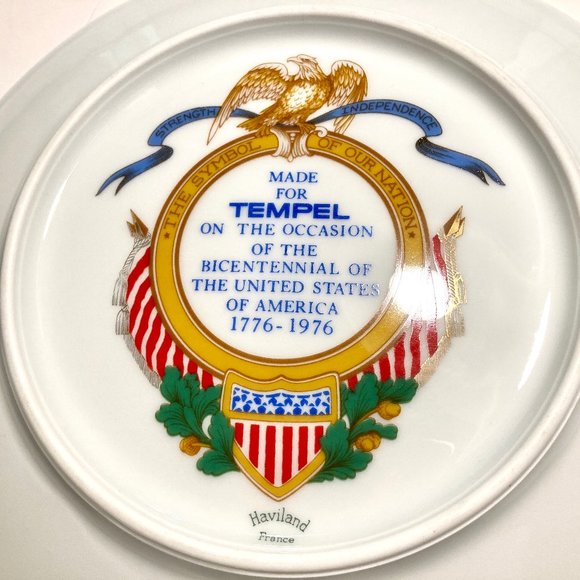 STRENGTH INDEPENDENCE
★ THE SYMBOL OF OUR NATION ★
MADE
FOR
TEMPEL
ON THE OCCASION
OF THE
BICENTENNIAL OF
THE UNITED STATES
OF AMERICA
1776-1976
Haviland
France